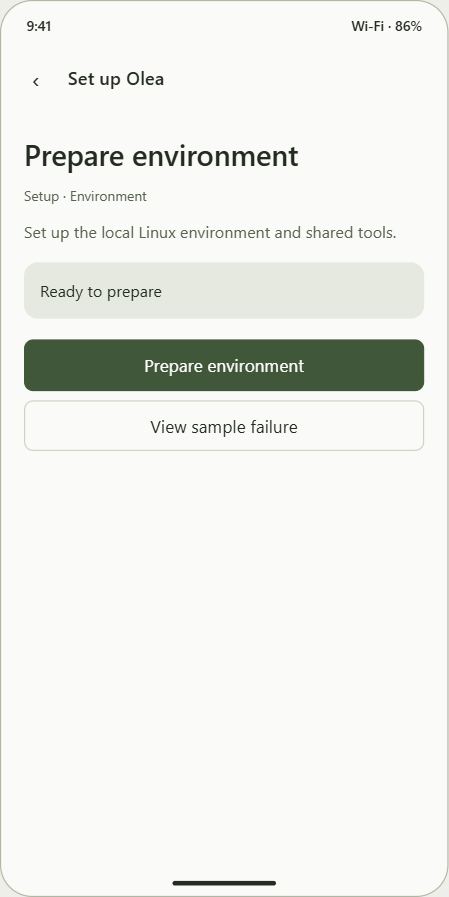 9:41
Wi-Fi · 86%
‹
Set up Olea
Prepare environment
Setup · Environment
Set up the local Linux environment and shared tools.
Ready to prepare
Prepare environment
View sample failure